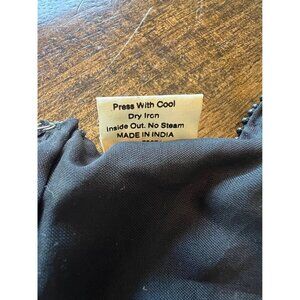 Press With Cool
Dry Iron
Inside Out. No Steam
MADE IN INDIA